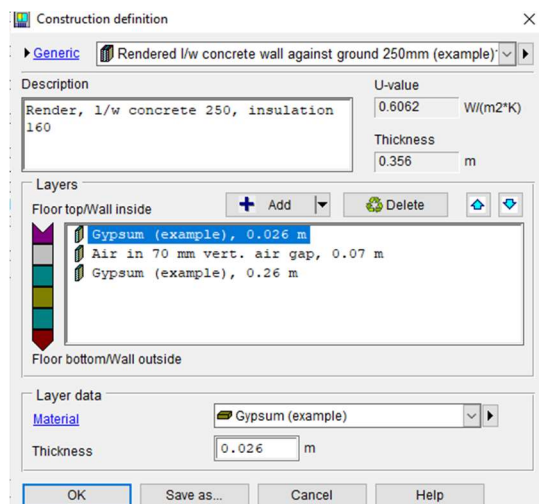 Construction definition
Generic
Rendered l/w concrete wall against ground 250mm (example)
Description
Render, l/w concrete 250, insulation
160
U-value
0.6062 W/(m2*K)
Thickness
0.356 m
Layers
Floor top/Wall inside
Add
Delete
Gypsum (example), 0.026 m
Air in 70 mm vert. air gap, 0.07 m
Gypsum (example), 0.26 m
Floor bottom/Wall outside
Layer data
Material
Gypsum (example)
Thickness
0.026 m
OK
Save as...
Cancel
Help